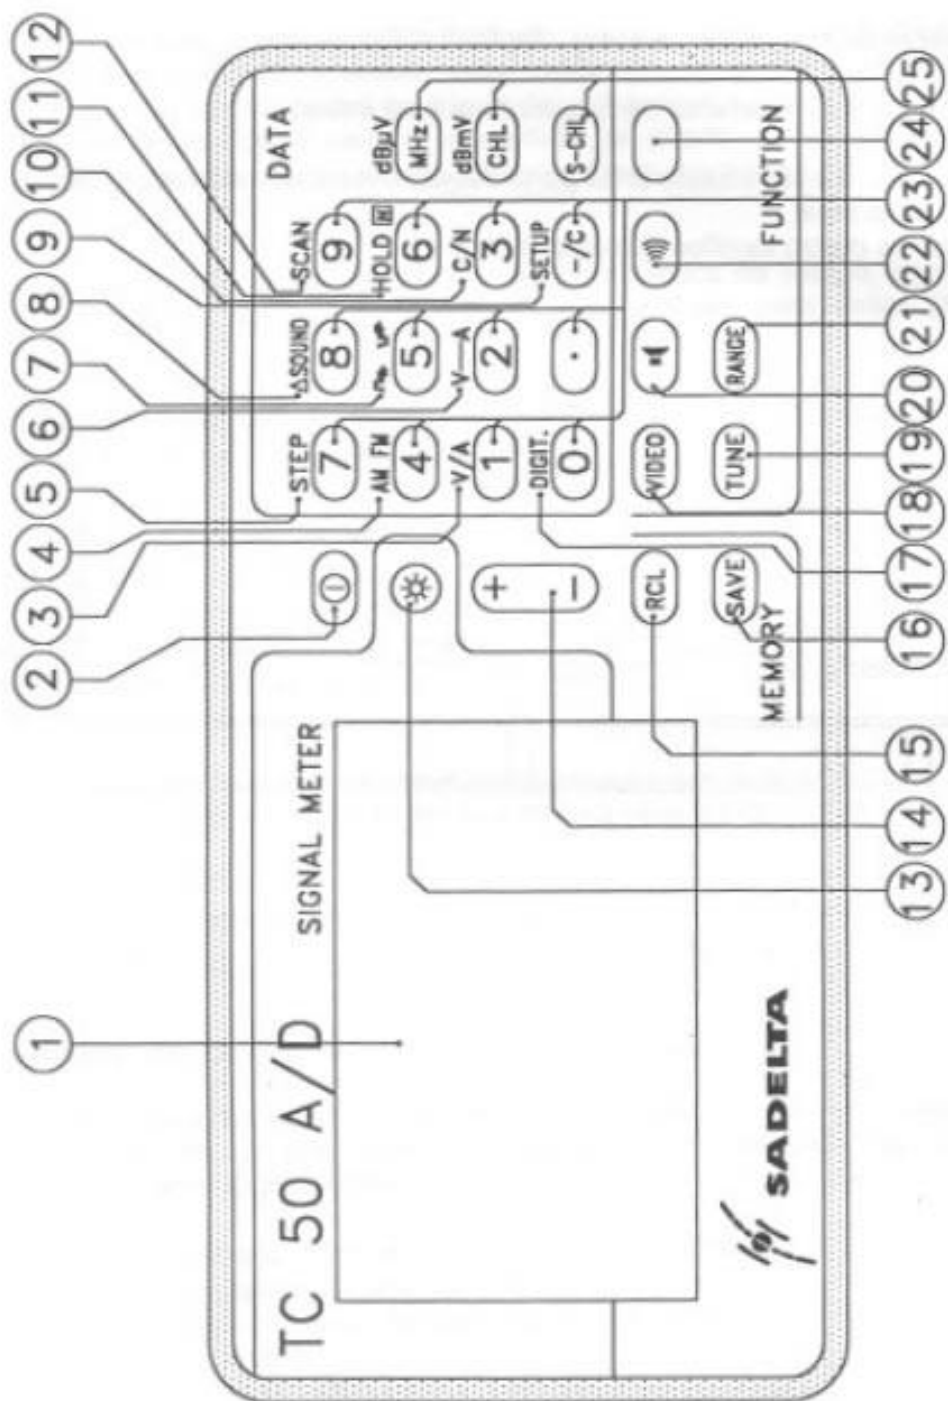 1 2 3 4 5 6 7 8 9 10 11 12
TC 50 A/D SIGNAL METER
DATA
STEP ΔSOUND SCAN
7 8 9
dBµV
AM FM HOLD M
4 5 6 MHz
dBmV
V/A V—A C/N
1 2 3 CHL
DIGIT. SETUP
0 . -/C S-CHL
+
-
RCL VIDEO
SAVE TUNE RANGE
MEMORY FUNCTION
SADELTA
13 14 15 16 17 18 19 20 21 22 23 24 25